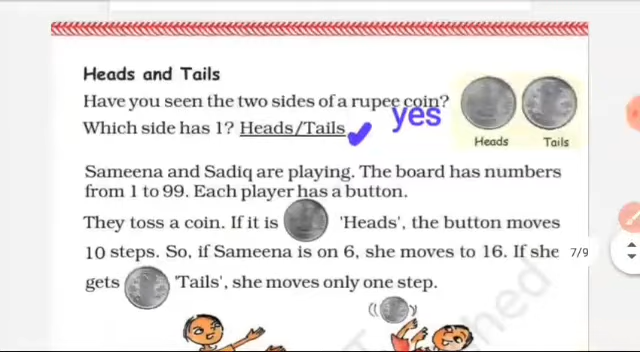 Heads and Tails
Have you seen the two sides of a rupee coin?
yes
Which side has 1? Heads/Tails
Heads Tails
Sameena and Sadiq are playing. The board has numbers
from 1 to 99. Each player has a button.
They toss a coin. If it is 'Heads', the button moves
10 steps. So, if Sameena is on 6, she moves to 16. If she
7/9
gets 'Tails', she moves only one step.